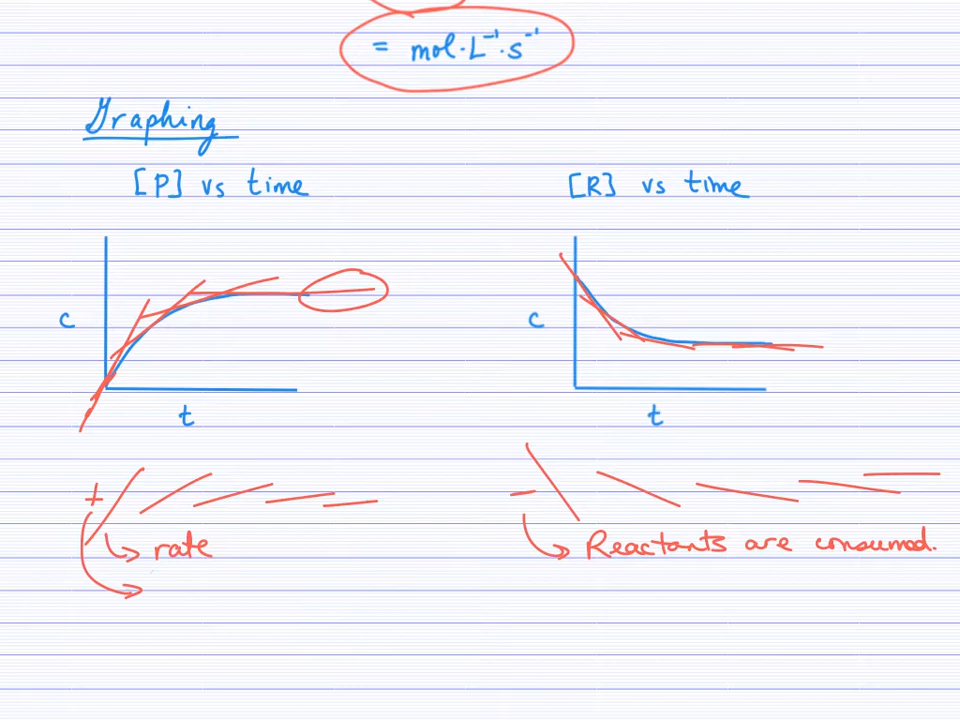 = mol·L⁻¹·s⁻¹
Graphing
[P] vs time
[R] vs time
c
c
t
t
+
−
rate
Reactants are consumed.